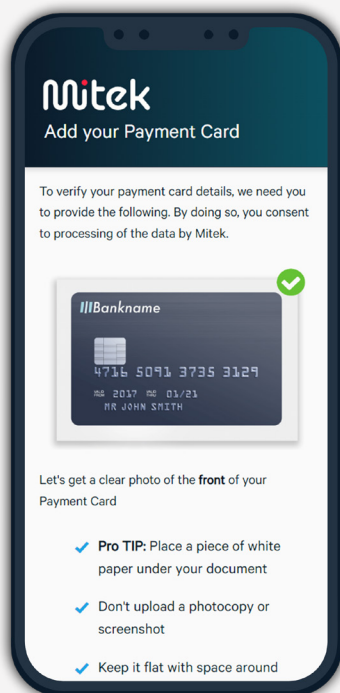 Mitek
Add your Payment Card
To verify your payment card details, we need you
to provide the following. By doing so, you consent
to processing of the data by Mitek.
Bankname
4716 5091 3735 3129
2017 01/21
MR JOHN SMITH
Let's get a clear photo of the front of your
Payment Card
Pro TIP: Place a piece of white
paper under your document
Don't upload a photocopy or
screenshot
Keep it flat with space around